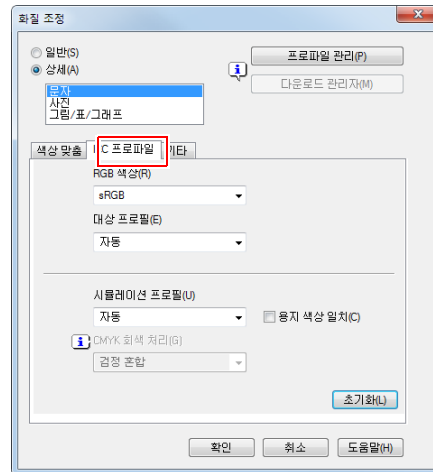 화질 조정
일반(S)
상세(A)
프로파일 관리(P)
다운로드 관리자(M)
문자
사진
그림/표/그래프
색상 맞춤 ICC 프로파일 기타
RGB 색상(R)
sRGB
대상 프로필(E)
자동
시뮬레이션 프로필(U)
자동 용지 색상 일치(C)
CMYK 회색 처리(G)
검정 혼합
초기화(L)
확인 취소 도움말(H)